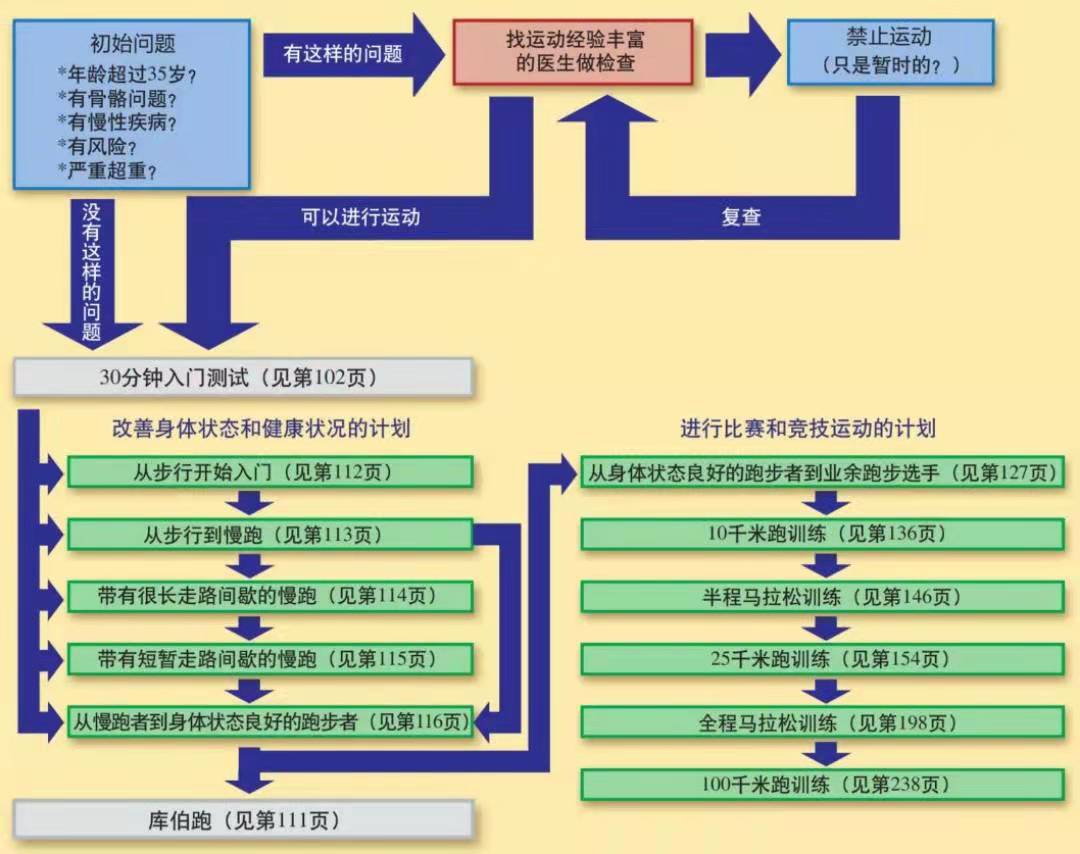 初始问题
*年龄超过35岁?
*有骨骼问题?
*有慢性疾病?
*有风险?
*严重超重?
有这样的问题
找运动经验丰富
的医生做检查
禁止运动
(只是暂时的?)
没有这样的问题
可以进行运动
复查
30分钟入门测试(见第102页)
改善身体状态和健康状况的计划
从步行开始入门(见第112页)
从步行到慢跑(见第113页)
带有很长走路间歇的慢跑(见第114页)
带有短暂走路间歇的慢跑(见第115页)
从慢跑者到身体状态良好的跑步者(见第116页)
库伯跑(见第111页)
进行比赛和竞技运动的计划
从身体状态良好的跑步者到业余跑步选手(见第127页)
10千米跑训练(见第136页)
半程马拉松训练(见第146页)
25千米跑训练(见第154页)
全程马拉松训练(见第198页)
100千米跑训练(见第238页)